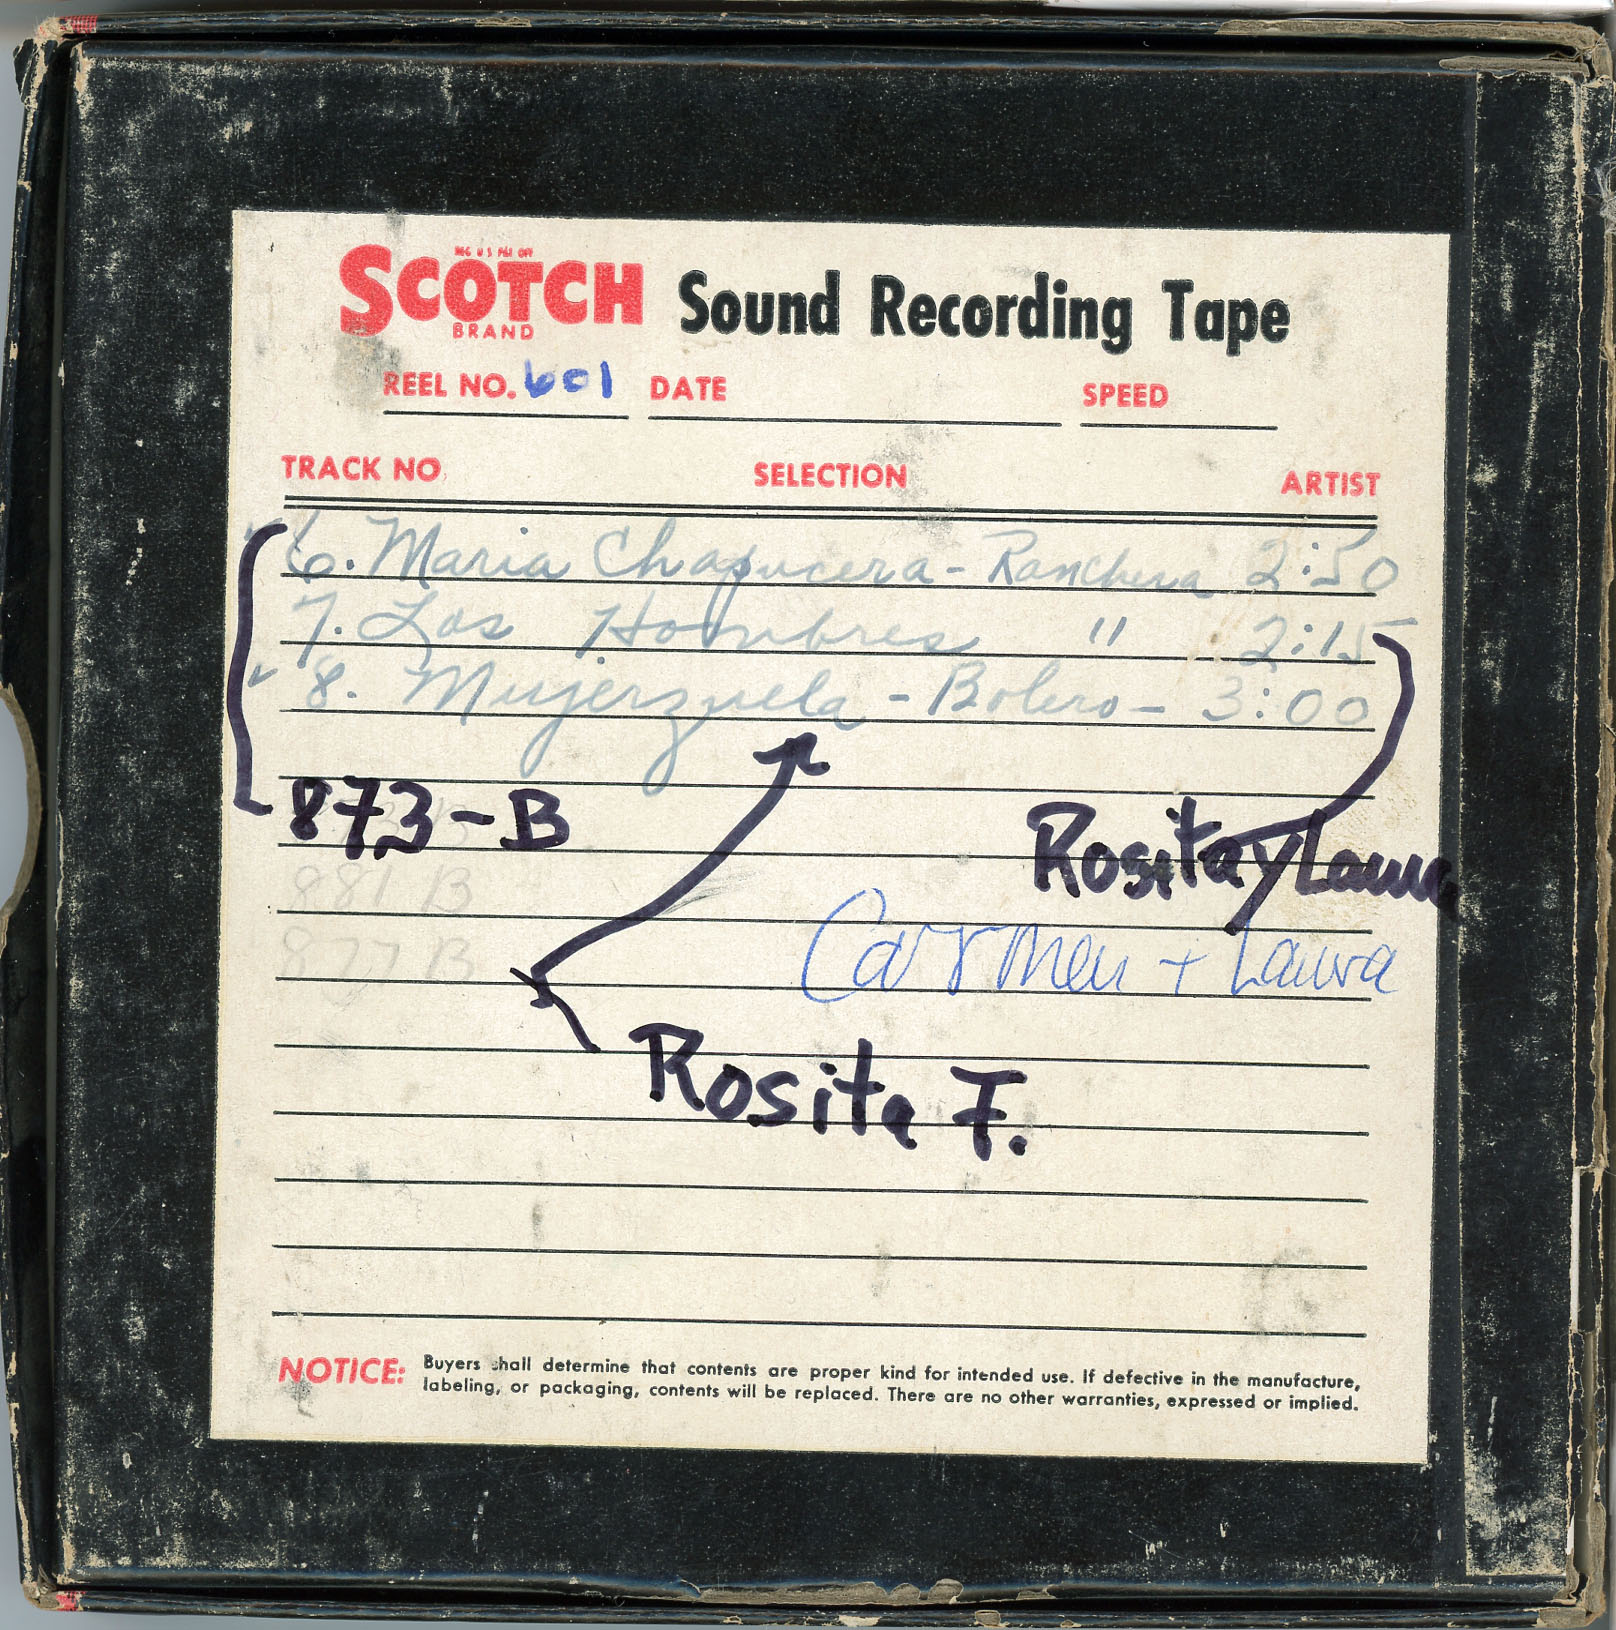 REG U S PAT OFF
SCOTCH Sound Recording Tape
BRAND
REEL NO. 601 DATE SPEED
TRACK NO. SELECTION ARTIST
6. Maria Chapucera - Ranchera 2:50
7. Los Hombres " 2:15
8. Mujerzuela - Bolero - 3:00
873-B
Rosita y Laura
881 B
Carmen + Laura
877 B
Rosita F.
NOTICE: Buyers shall determine that contents are proper kind for intended use. If defective in the manufacture,
labeling, or packaging, contents will be replaced. There are no other warranties, expressed or implied.